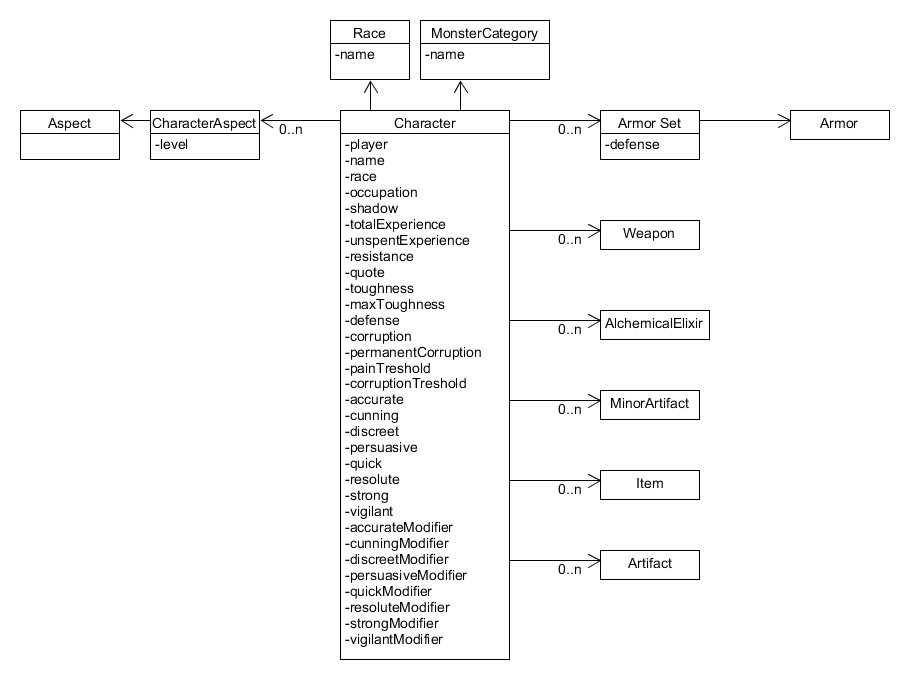 Race
-name
MonsterCategory
-name
Aspect
CharacterAspect
-level
0..n
Character
-player
-name
-race
-occupation
-shadow
-totalExperience
-unspentExperience
-resistance
-quote
-toughness
-maxToughness
-defense
-corruption
-permanentCorruption
-painTreshold
-corruptionTreshold
-accurate
-cunning
-discreet
-persuasive
-quick
-resolute
-strong
-vigilant
-accurateModifier
-cunningModifier
-discreetModifier
-persuasiveModifier
-quickModifier
-resoluteModifier
-strongModifier
-vigilantModifier
0..n
Armor Set
-defense
Armor
0..n
Weapon
0..n
AlchemicalElixir
0..n
MinorArtifact
0..n
Item
0..n
Artifact